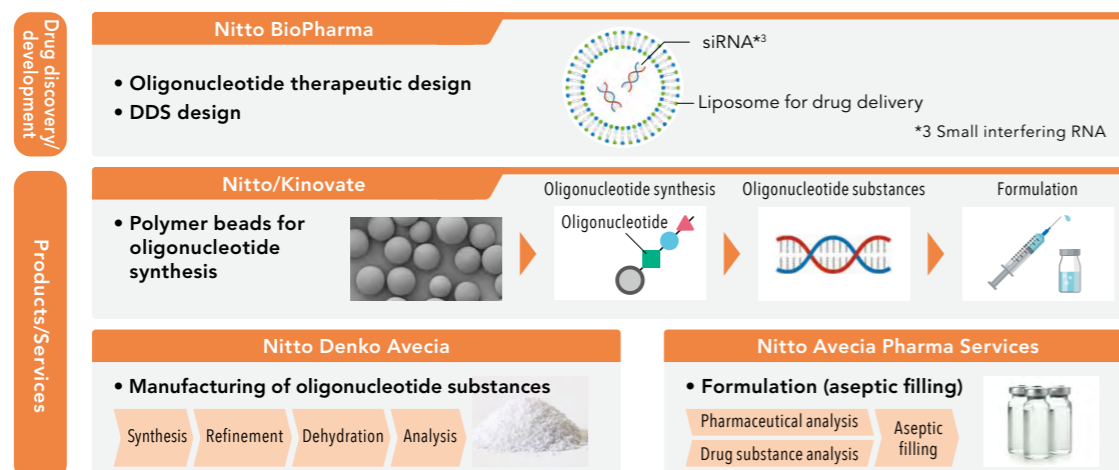 Drug discovery/
development
Nitto BioPharma
• Oligonucleotide therapeutic design
• DDS design
siRNA*3
Liposome for drug delivery
*3 Small interfering RNA
Products/Services
Nitto/Kinovate
• Polymer beads for
oligonucleotide
synthesis
Oligonucleotide synthesis
Oligonucleotide
Oligonucleotide substances
Formulation
Nitto Denko Avecia
• Manufacturing of oligonucleotide substances
Synthesis
Refinement
Dehydration
Analysis
Nitto Avecia Pharma Services
• Formulation (aseptic filling)
Pharmaceutical analysis
Drug substance analysis
Aseptic
filling